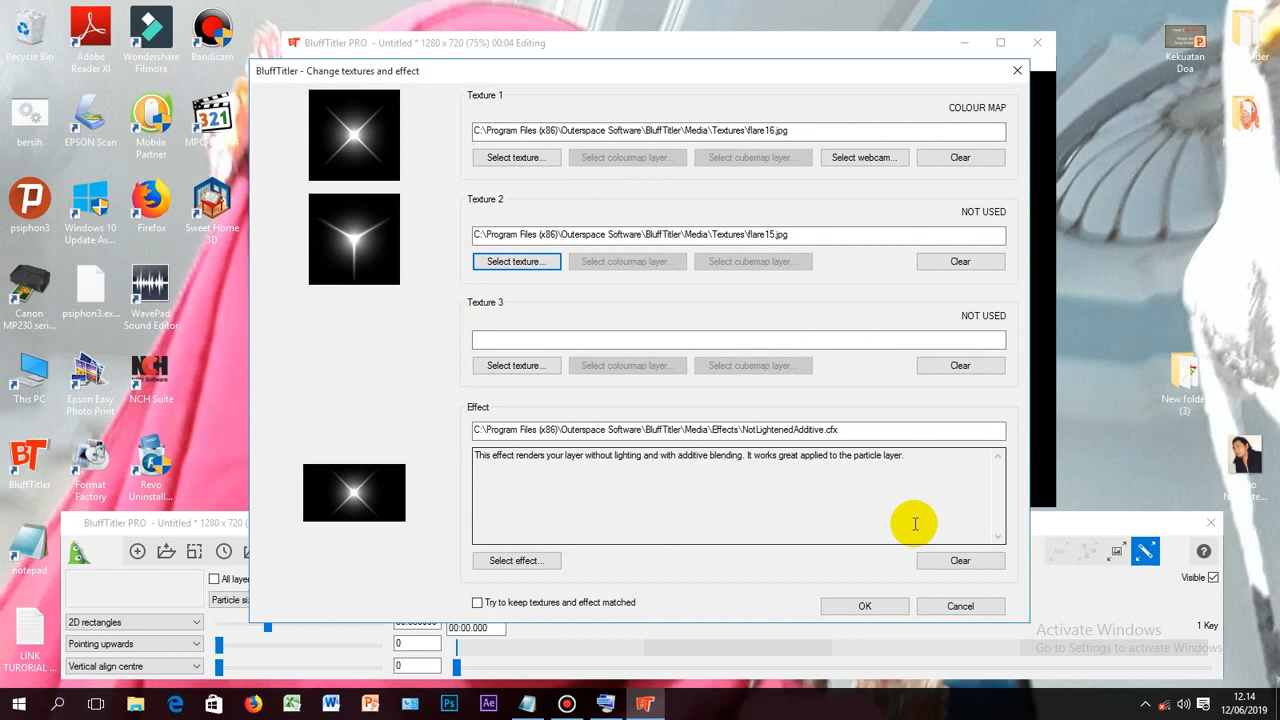 Recycle Bin
Adobe
Reader XI
Wondershare
Filmora
Bandicam
bersih
EPSON Scan
Mobile
Partner
psiphon3
Windows 10
Update As...
Firefox
Sweet Home
3D
Canon
MP230 seri...
psiphon3.ex...
WavePad
Sound Editor
This PC
Epson Easy
Photo Print
NCH Suite
BluffTitler
Format
Factory
Revo
Uninstall...
notepad
LINK
TURORIAL ...
Kekuatan
Doa
New folder
(3)
BluffTitler PRO - Untitled * 1280 x 720 (75%) 00:04 Editing
BluffTitler - Change textures and effect
Texture 1
COLOUR MAP
C:\Program Files (x86)\Outerspace Software\BluffTitler\Media\Textures\flare16.jpg
Select texture...
Select colourmap layer...
Select cubemap layer...
Select webcam...
Clear
Texture 2
NOT USED
C:\Program Files (x86)\Outerspace Software\BluffTitler\Media\Textures\flare15.jpg
Select texture...
Select colourmap layer...
Select cubemap layer...
Clear
Texture 3
NOT USED
Select texture...
Select colourmap layer...
Select cubemap layer...
Clear
Effect
C:\Program Files (x86)\Outerspace Software\BluffTitler\Media\Effects\NotLightenedAdditive.cfx
This effect renders your layer without lighting and with additive blending. It works great applied to the particle layer.
Select effect...
Clear
Try to keep textures and effect matched
OK
Cancel
BluffTitler PRO - Untitled * 1280 x 720 (
All laye
Particle si
2D rectangles
Pointing upwards
Vertical align centre
00:00.000
0
0
Visible
1 Key
Activate Windows
Go to Settings to activate Windows
12.14
12/06/2019